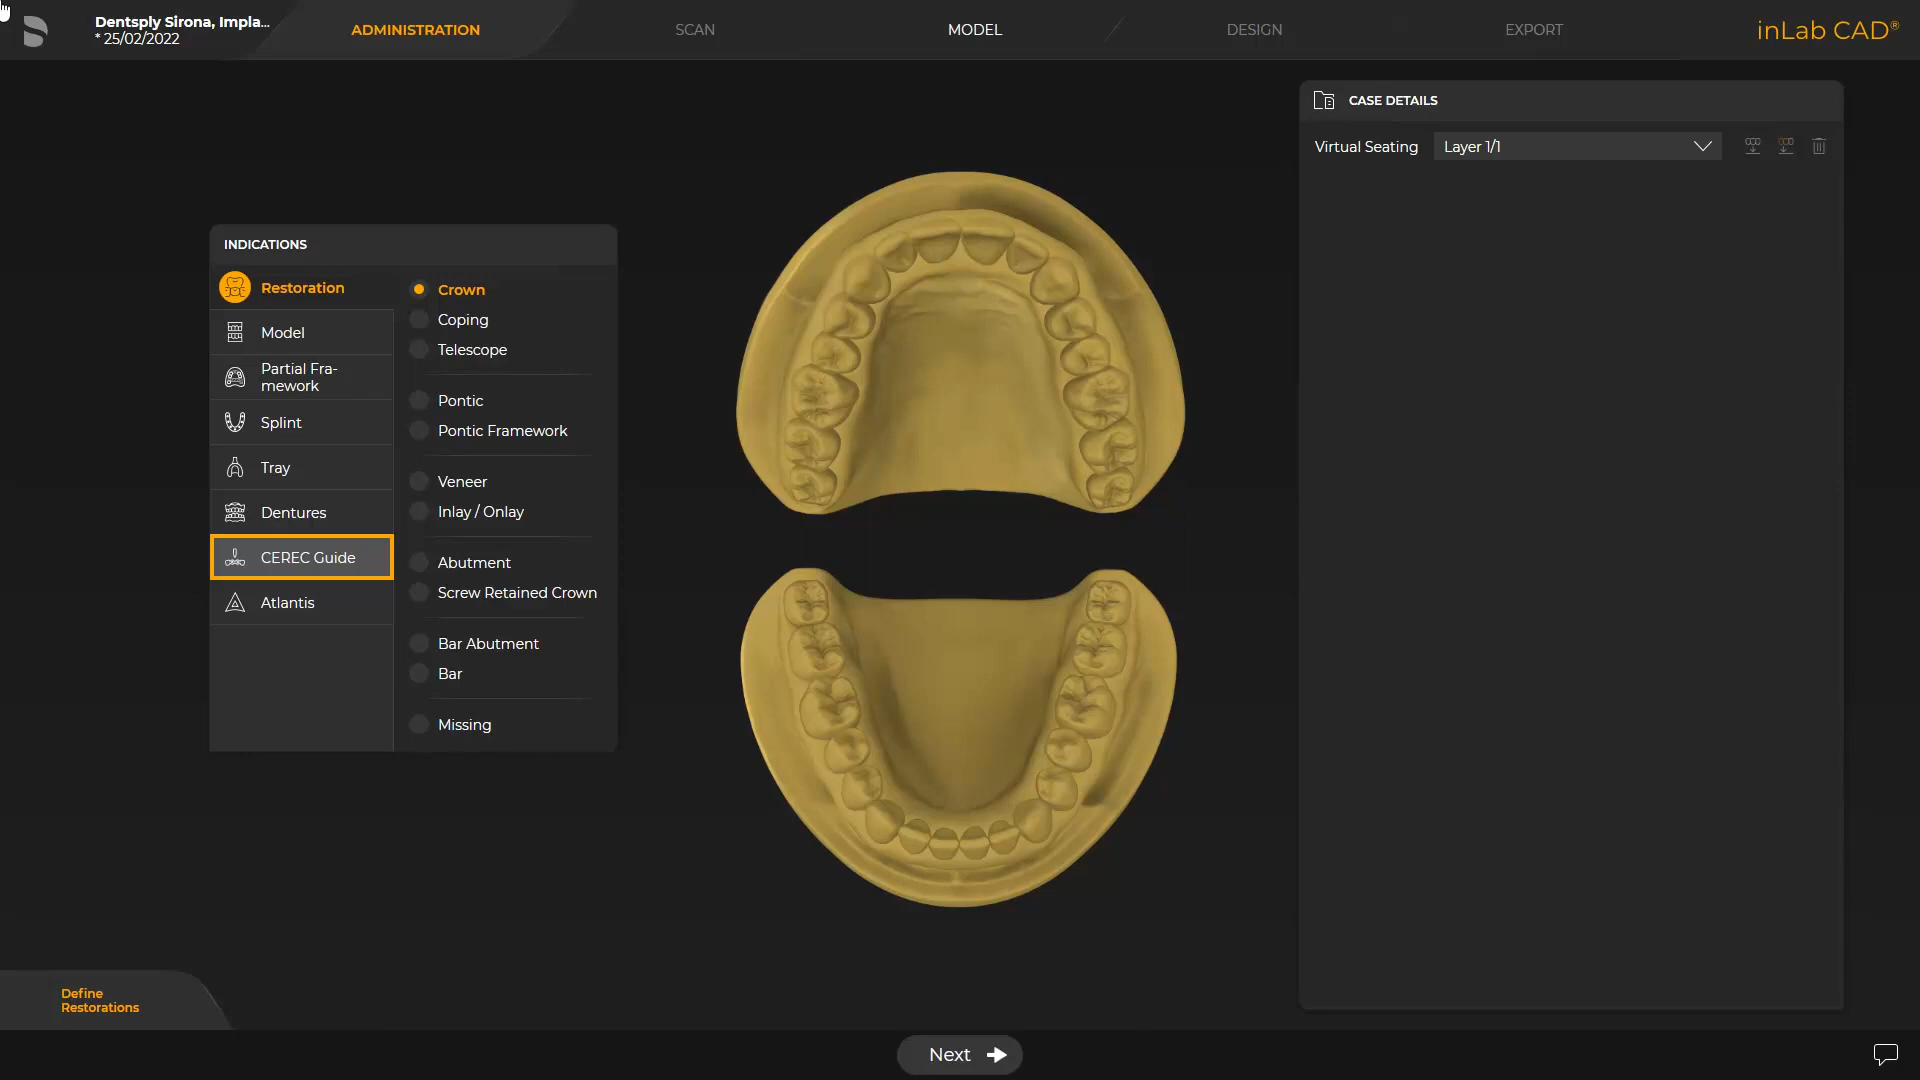 Dentsply Sirona, Impla...
* 25/02/2022
ADMINISTRATION
SCAN
MODEL
DESIGN
EXPORT
inLab CAD®
INDICATIONS
Restoration
Model
Partial Fra-
mework
Splint
Tray
Dentures
CEREC Guide
Atlantis
Crown
Coping
Telescope
Pontic
Pontic Framework
Veneer
Inlay / Onlay
Abutment
Screw Retained Crown
Bar Abutment
Bar
Missing
CASE DETAILS
Virtual Seating
Layer 1/1
Define
Restorations
Next